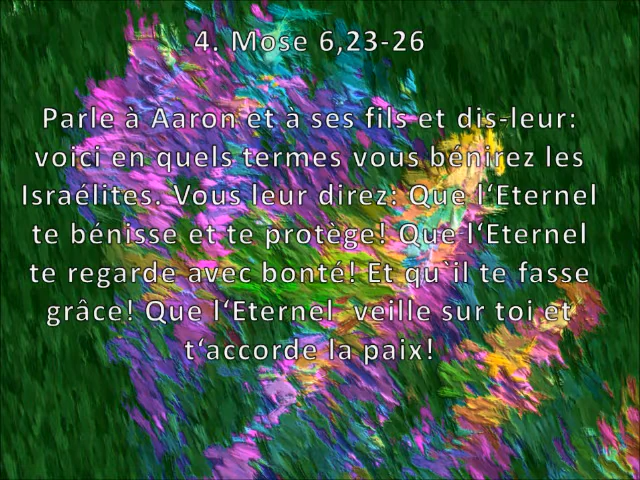 4. Mose 6,23-26
Parle à Aaron et à ses fils et dis-leur:
voici en quels termes vous bénirez les
Israélites. Vous leur direz: Que l‘Eternel
te bénisse et te protège! Que l‘Eternel
te regarde avec bonté! Et qu`il te fasse
grâce! Que l‘Eternel  veille sur toi et
t‘accorde la paix!